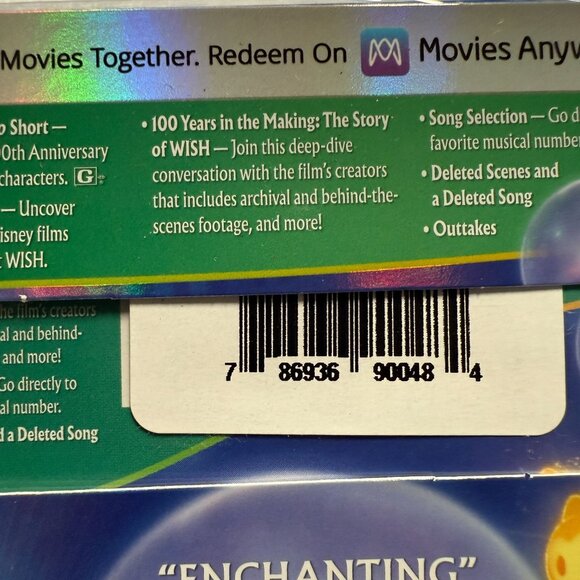 Movies Together. Redeem On Movies Anyw
Short —
0th Anniversary
characters. G
— Uncover
isney films
WISH.
• 100 Years in the Making: The Story
of WISH — Join this deep-dive
conversation with the film's creators
that includes archival and behind-the-
scenes footage, and more!
• Song Selection — Go d
favorite musical number
• Deleted Scenes and
a Deleted Song
• Outtakes
the film's creators
al and behind-
and more!
Go directly to
al number.
d a Deleted Song
7 86936 90048 4
"ENCHANTING"